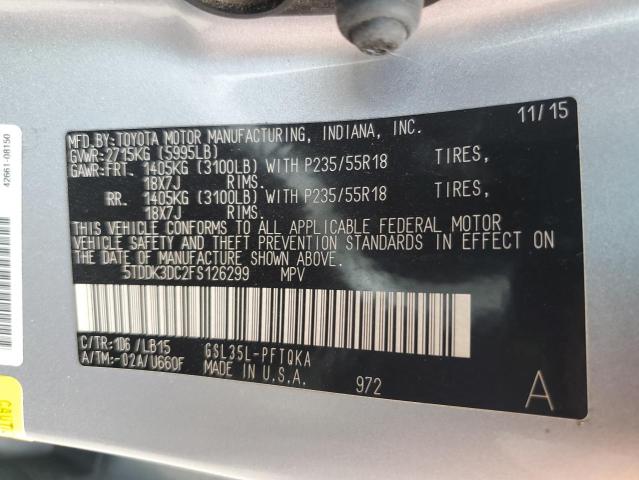 MFD.BY:TOYOTA MOTOR MANUFACTURING, INDIANA, INC. 11/15
GVWR:2715KG (5995LB)
GAWR:FRT. 1405KG (3100LB) WITH P235/55R18 TIRES,
18X7J RIMS.
RR. 1405KG (3100LB) WITH P235/55R18 TIRES,
18X7J RIMS.
THIS VEHICLE CONFORMS TO ALL APPLICABLE FEDERAL MOTOR
VEHICLE SAFETY AND THEFT PREVENTION STANDARDS IN EFFECT ON
THE DATE OF MANUFACTURE SHOWN ABOVE.
5TDDK3DC2FS126299 MPV
C/TR:1D6 /LB15 GSL35L-PFTQKA
A/TM:-02A/U660F MADE IN U.S.A.
972 A
42661-08150